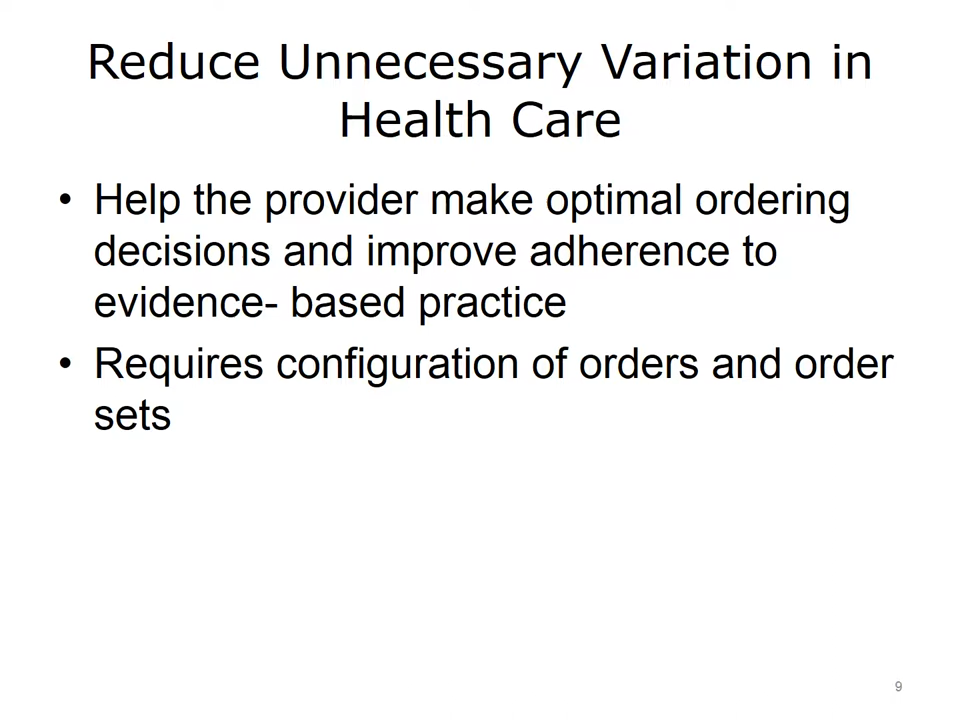 Reduce Unnecessary Variation in
Health Care
• Help the provider make optimal ordering
decisions and improve adherence to
evidence- based practice
• Requires configuration of orders and order
sets
9